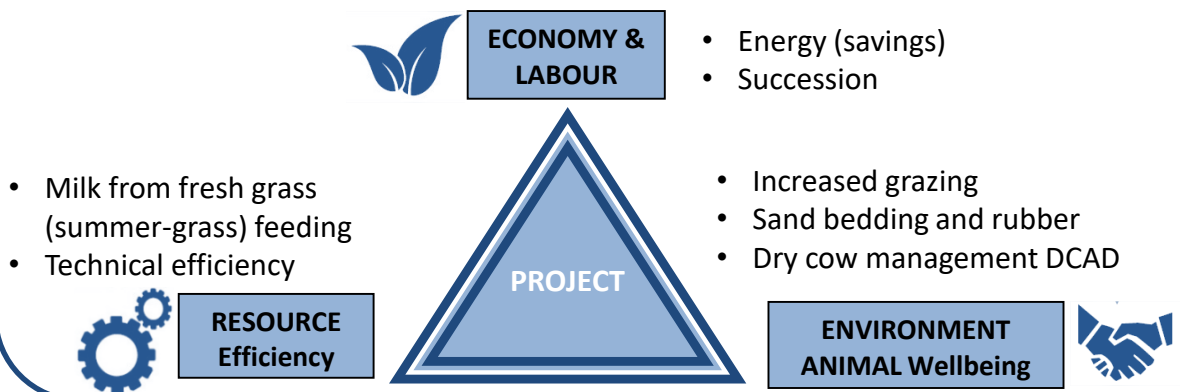 ECONOMY &
LABOUR
• Energy (savings)
• Succession
• Milk from fresh grass
(summer-grass) feeding
• Technical efficiency
• Increased grazing
• Sand bedding and rubber
• Dry cow management DCAD
PROJECT
RESOURCE
Efficiency
ENVIRONMENT
ANIMAL Wellbeing